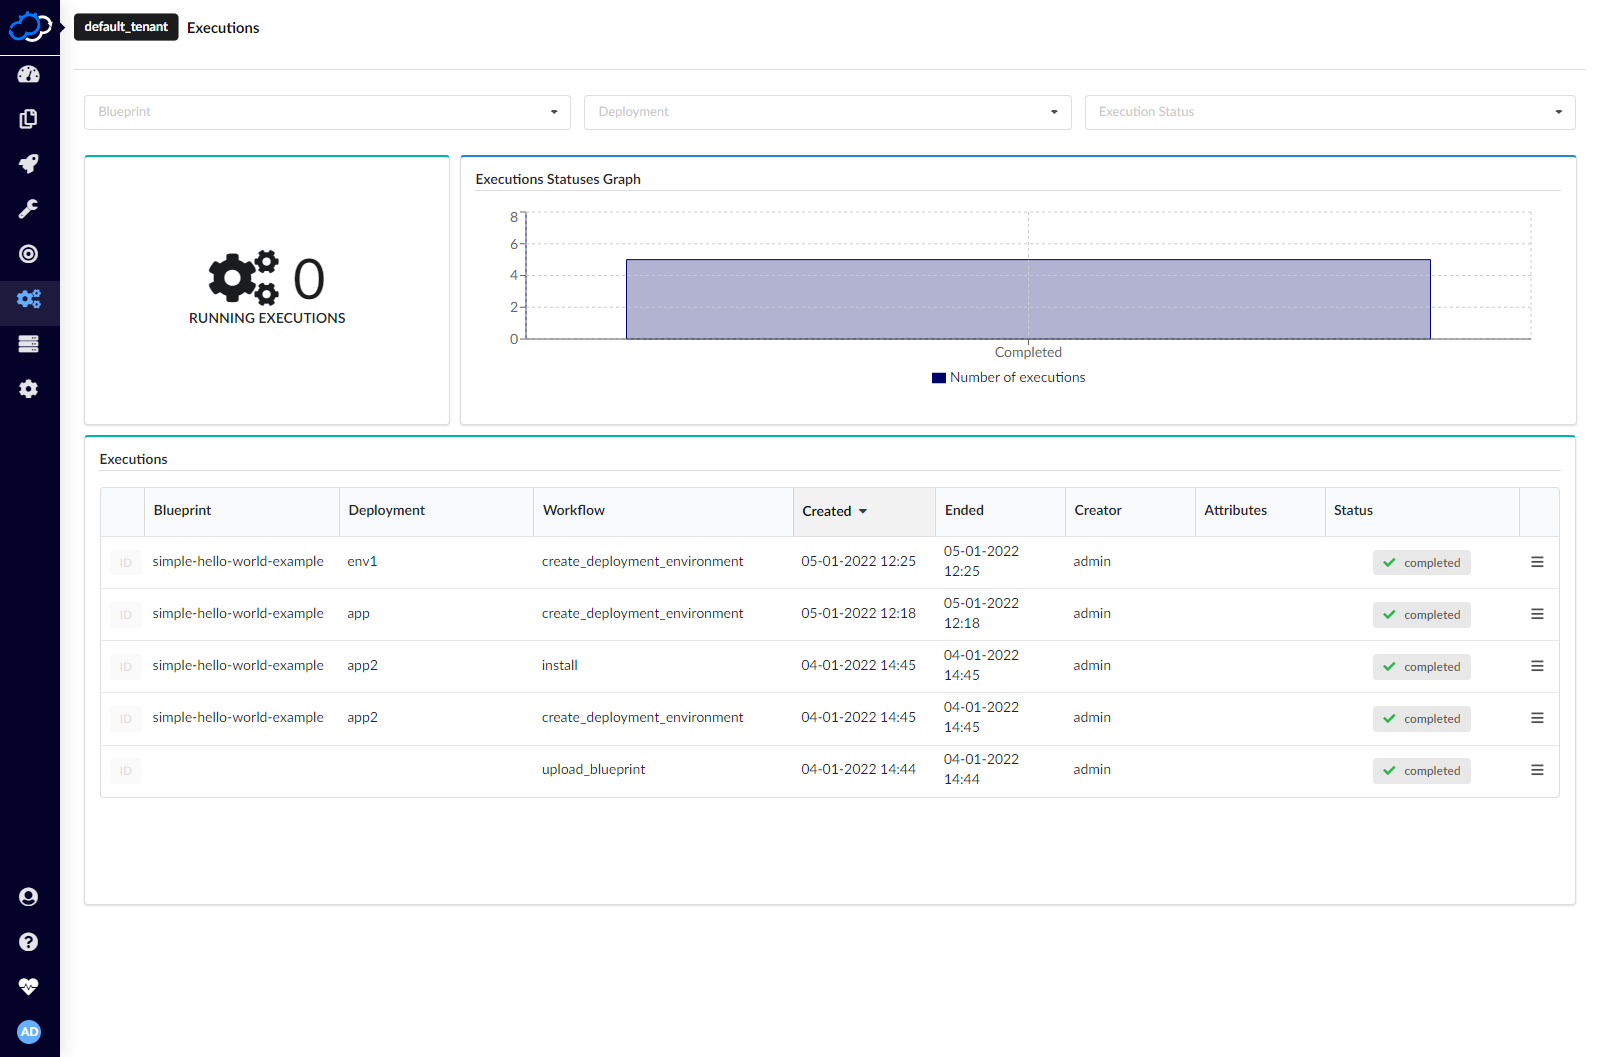 default_tenant Executions
Blueprint Deployment Execution Status
0
RUNNING EXECUTIONS
Executions Statuses Graph
8
6
4
2
0
Completed
Number of executions
Executions
Blueprint Deployment Workflow Created Ended Creator Attributes Status
ID simple-hello-world-example env1 create_deployment_environment 05-01-2022 12:25 05-01-2022 12:25 admin completed
ID simple-hello-world-example app create_deployment_environment 05-01-2022 12:18 05-01-2022 12:18 admin completed
ID simple-hello-world-example app2 install 04-01-2022 14:45 04-01-2022 14:45 admin completed
ID simple-hello-world-example app2 create_deployment_environment 04-01-2022 14:45 04-01-2022 14:45 admin completed
ID upload_blueprint 04-01-2022 14:44 04-01-2022 14:44 admin completed
AD